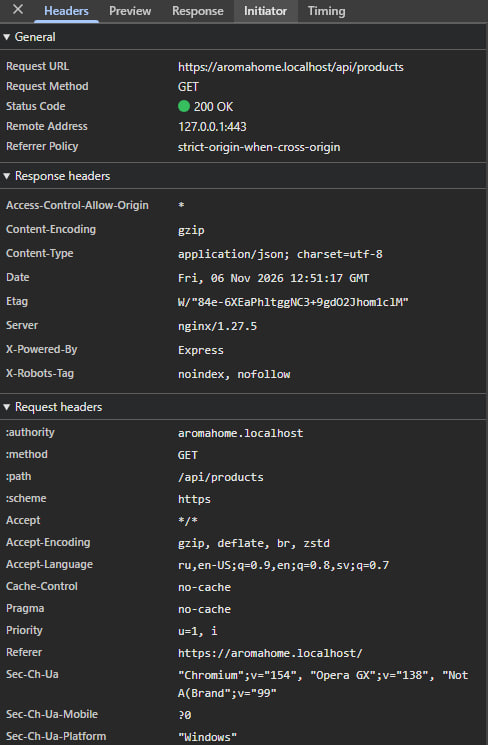 Headers Preview Response Initiator Timing
General
Request URL https://aromahome.localhost/api/products
Request Method GET
Status Code 200 OK
Remote Address 127.0.0.1:443
Referrer Policy strict-origin-when-cross-origin
Response headers
Access-Control-Allow-Origin *
Content-Encoding gzip
Content-Type application/json; charset=utf-8
Date Fri, 06 Nov 2026 12:51:17 GMT
Etag W/"84e-6XEaPhltggNC3+9gdO2Jhom1clM"
Server nginx/1.27.5
X-Powered-By Express
X-Robots-Tag noindex, nofollow
Request headers
:authority aromahome.localhost
:method GET
:path /api/products
:scheme https
Accept */*
Accept-Encoding gzip, deflate, br, zstd
Accept-Language ru,en-US;q=0.9,en;q=0.8,sv;q=0.7
Cache-Control no-cache
Pragma no-cache
Priority u=1, i
Referer https://aromahome.localhost/
Sec-Ch-Ua "Chromium";v="154", "Opera GX";v="138", "Not
A(Brand";v="99"
Sec-Ch-Ua-Mobile ?0
Sec-Ch-Ua-Platform "Windows"